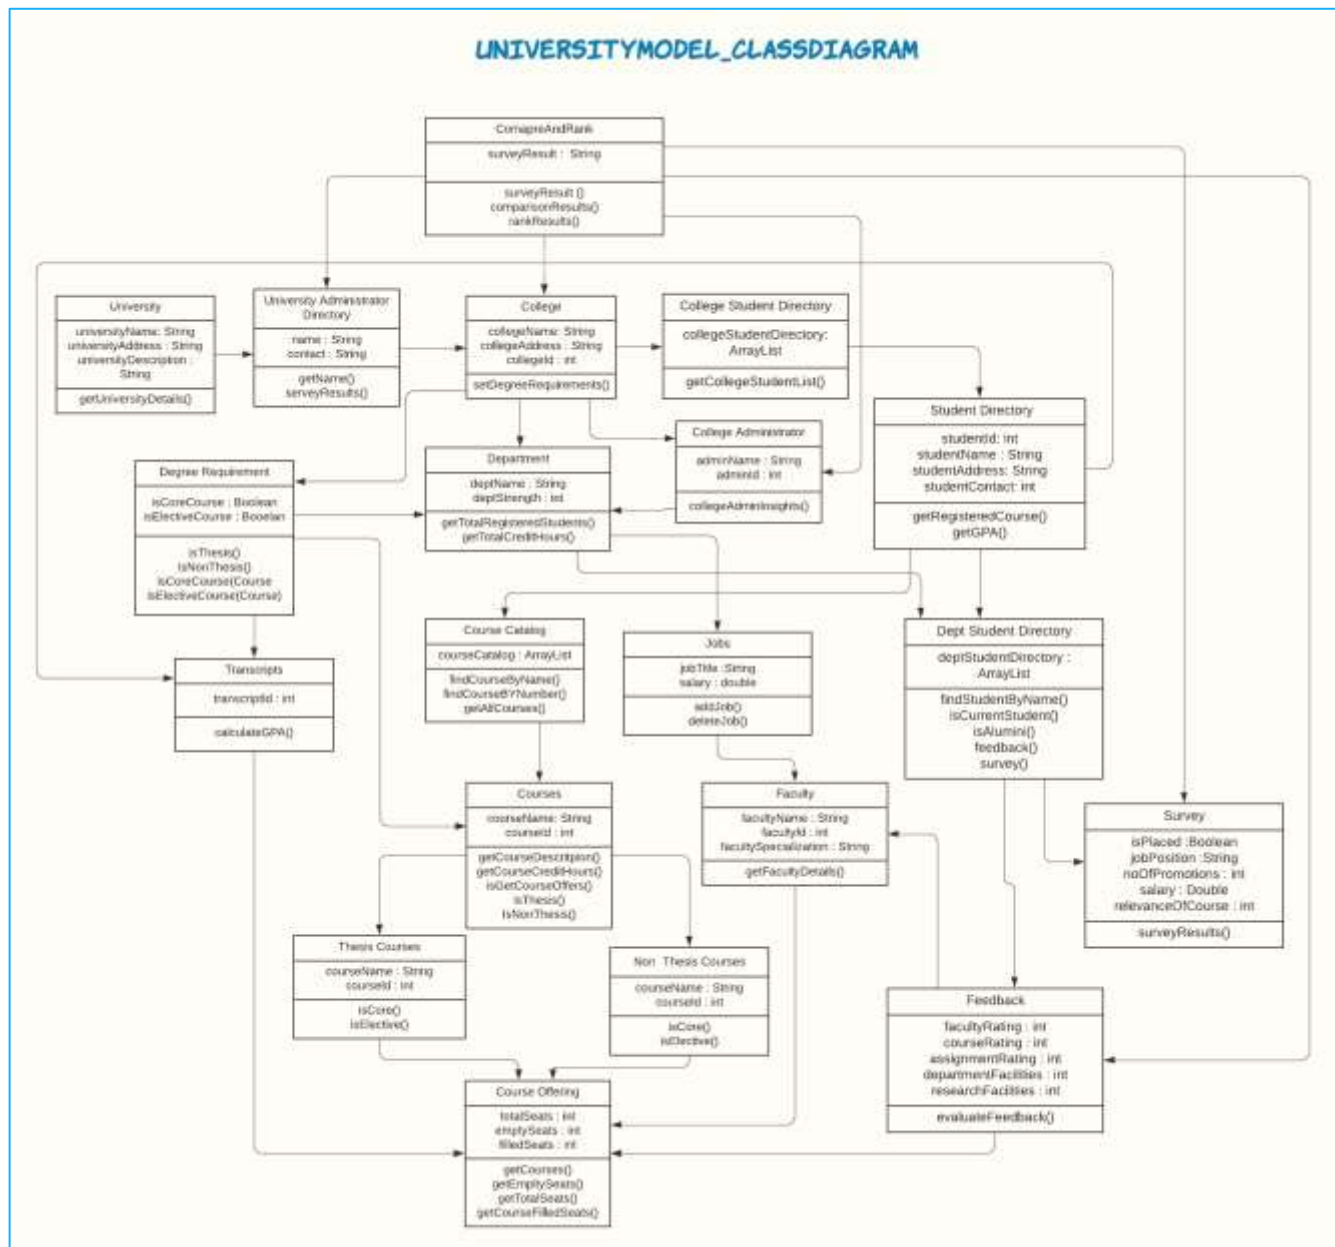 UNIVERSITYMODEL_CLASSDIAGRAM
ComapreAndRank
surveyResult : String
surveyResult ()
comparisonResults()
rankResults()
University
universityName: String
universityAddress : String
universityDescription :
String
getUniversityDetails()
University Administrator
Directory
name : String
contact : String
getName()
serveyResults()
College
collegeName: String
collegeAddress : String
collegeId : int
setDegreeRequirements()
College Student Directory
collegeStudentDirectory:
ArrayList
getCollegeStudentList()
Student Directory
studentId: int
studentName : String
studentAddress: String
studentContact: int
getRegisteredCourse()
getGPA()
College Administrator
adminName : String
adminId : int
collegeAdminInsights()
Department
deptName : String
deptStrength : int
getTotalRegisteredStudents()
getTotalCreditHours()
Degree Requirement
isCoreCourse : Boolean
isElectiveCourse : Booelan
isThesis()
IsNonThesis()
isCoreCourse(Course
isElectiveCourse(Course)
Course Catalog
courseCatalog : ArrayList
findCourseByName()
findCourseBYNumber()
getAllCourses()
Jobs
jobTitle :String
salary : double
addJob()
deleteJob()
Dept Student Directory
deptStudentDirectory :
ArrayList
findStudentByName()
isCurrentStudent()
isAlumini()
feedback()
survey()
Transcripts
transcriptId : int
calculateGPA()
Courses
courseName: String
courseId : int
getCourseDescritpion()
getCourseCreditHours()
isGetCourseOffers()
isThesis()
IsNonThesis()
Faculty
facultyName : String
facultyId : int
facultySpecialization : String
getFacultyDetails()
Survey
isPlaced :Boolean
jobPosition :String
noOfPromotions : int
salary : Double
relevanceOfCourse : int
surveyResults()
Thesis Courses
courseName : String
courseId : int
isCore()
isElective()
Non Thesis Courses
courseName : String
courseId : int
isCore()
isElective()
Feedback
facultyRating : int
courseRating : int
assignmentRating : int
departmentFacilities : int
researchFacilities : int
evaluateFeedback()
Course Offering
totalSeats : int
emptySeats : int
filledSeats : int
getCourses()
getEmpltySeats()
getTotalSeats()
getCourseFilledSeats()